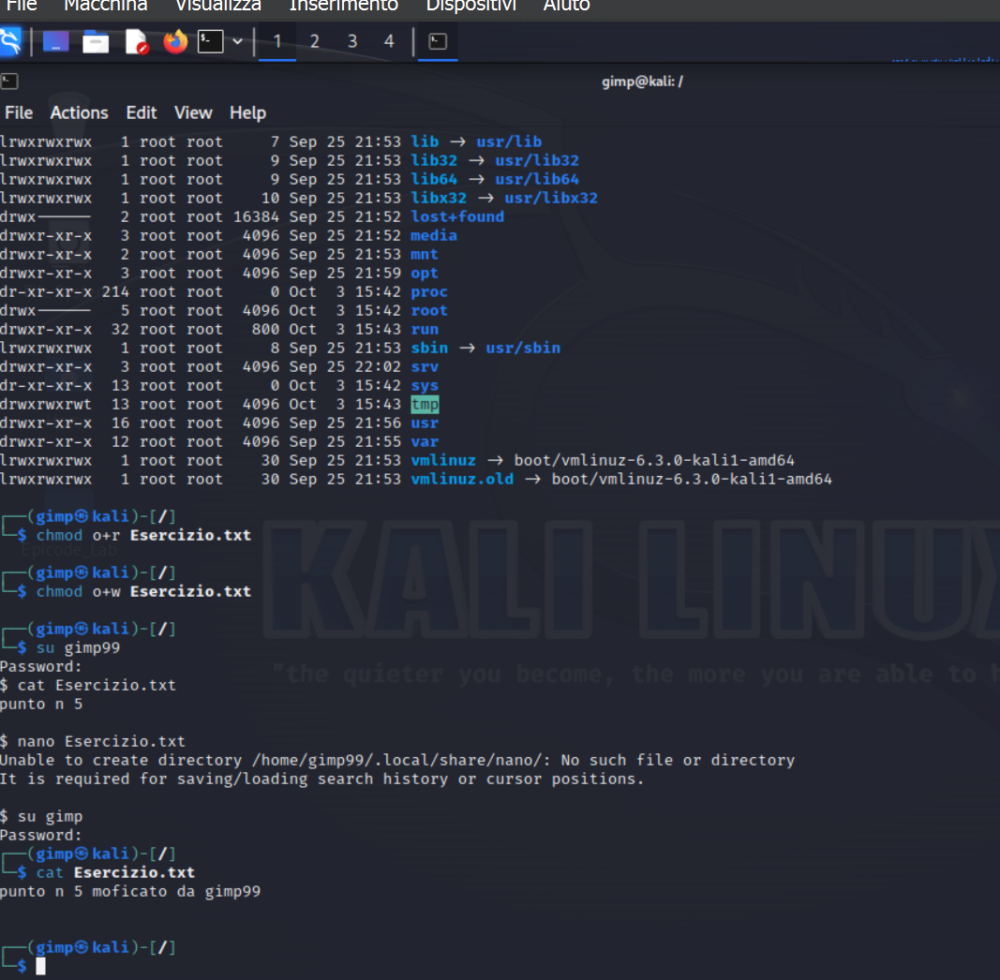 File Macchina Visualizza Inserimento Dispositivi Aiuto
1 2 3 4
gimp@kali: /
File Actions Edit View Help
lrwxrwxrwx 1 root root 7 Sep 25 21:53 lib → usr/lib
lrwxrwxrwx 1 root root 9 Sep 25 21:53 lib32 → usr/lib32
lrwxrwxrwx 1 root root 9 Sep 25 21:53 lib64 → usr/lib64
lrwxrwxrwx 1 root root 10 Sep 25 21:53 libx32 → usr/libx32
drwx------ 2 root root 16384 Sep 25 21:52 lost+found
drwxr-xr-x 3 root root 4096 Sep 25 21:52 media
drwxr-xr-x 2 root root 4096 Sep 25 21:53 mnt
drwxr-xr-x 3 root root 4096 Sep 25 21:59 opt
dr-xr-xr-x 214 root root 0 Oct 3 15:42 proc
drwx------ 5 root root 4096 Oct 3 15:42 root
drwxr-xr-x 32 root root 800 Oct 3 15:43 run
lrwxrwxrwx 1 root root 8 Sep 25 21:53 sbin → usr/sbin
drwxr-xr-x 3 root root 4096 Sep 25 22:02 srv
dr-xr-xr-x 13 root root 0 Oct 3 15:42 sys
drwxrwxrwt 13 root root 4096 Oct 3 15:43 tmp
drwxr-xr-x 16 root root 4096 Sep 25 21:56 usr
drwxr-xr-x 12 root root 4096 Sep 25 21:55 var
lrwxrwxrwx 1 root root 30 Sep 25 21:53 vmlinuz → boot/vmlinuz-6.3.0-kali1-amd64
lrwxrwxrwx 1 root root 30 Sep 25 21:53 vmlinuz.old → boot/vmlinuz-6.3.0-kali1-amd64
┌──(gimp㉿kali)-[/]
└─$ chmod o+r Esercizio.txt
Epicode_Lab
┌──(gimp㉿kali)-[/]
└─$ chmod o+w Esercizio.txt
KALI LINUX
┌──(gimp㉿kali)-[/]
└─$ su gimp99
Password:
"the quieter you become, the more you are able to
$ cat Esercizio.txt
punto n 5
$ nano Esercizio.txt
Unable to create directory /home/gimp99/.local/share/nano/: No such file or directory
It is required for saving/loading search history or cursor positions.
$ su gimp
Password:
┌──(gimp㉿kali)-[/]
└─$ cat Esercizio.txt
punto n 5 moficato da gimp99
┌──(gimp㉿kali)-[/]
└─$